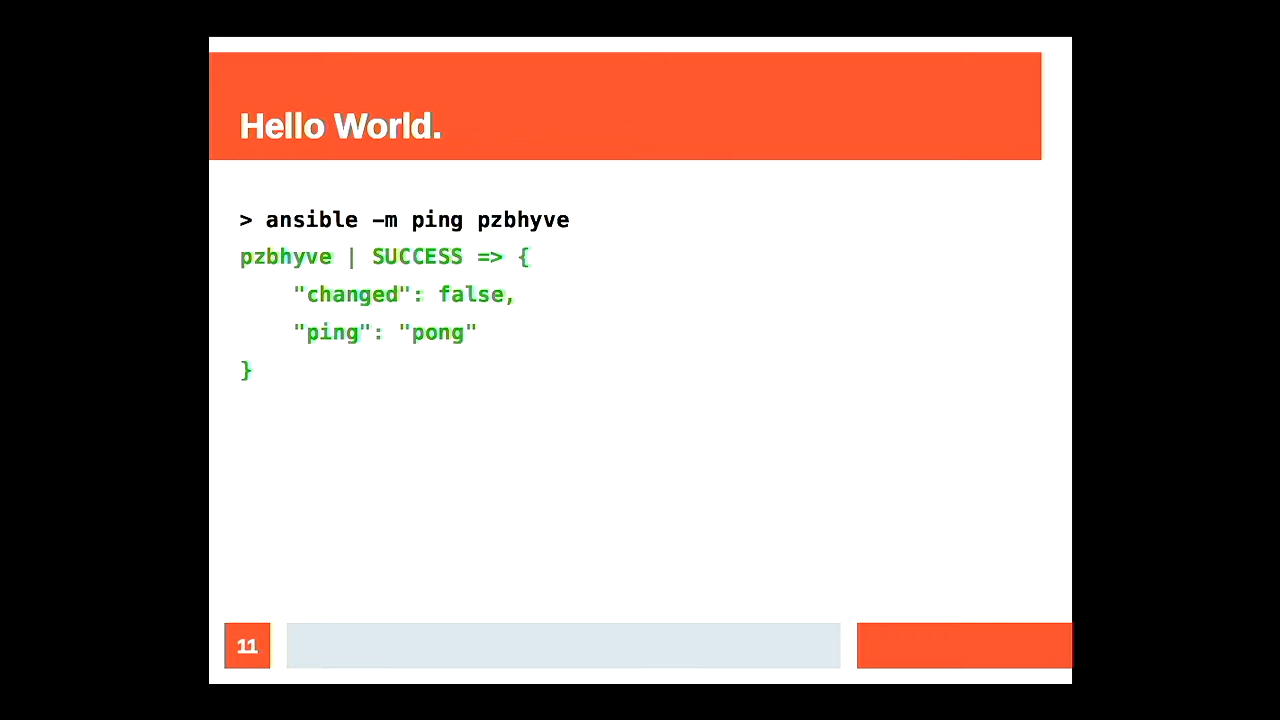 Hello World.
> ansible -m ping pzbhyve
pzbhyve | SUCCESS => {
    "changed": false,
    "ping": "pong"
}
11